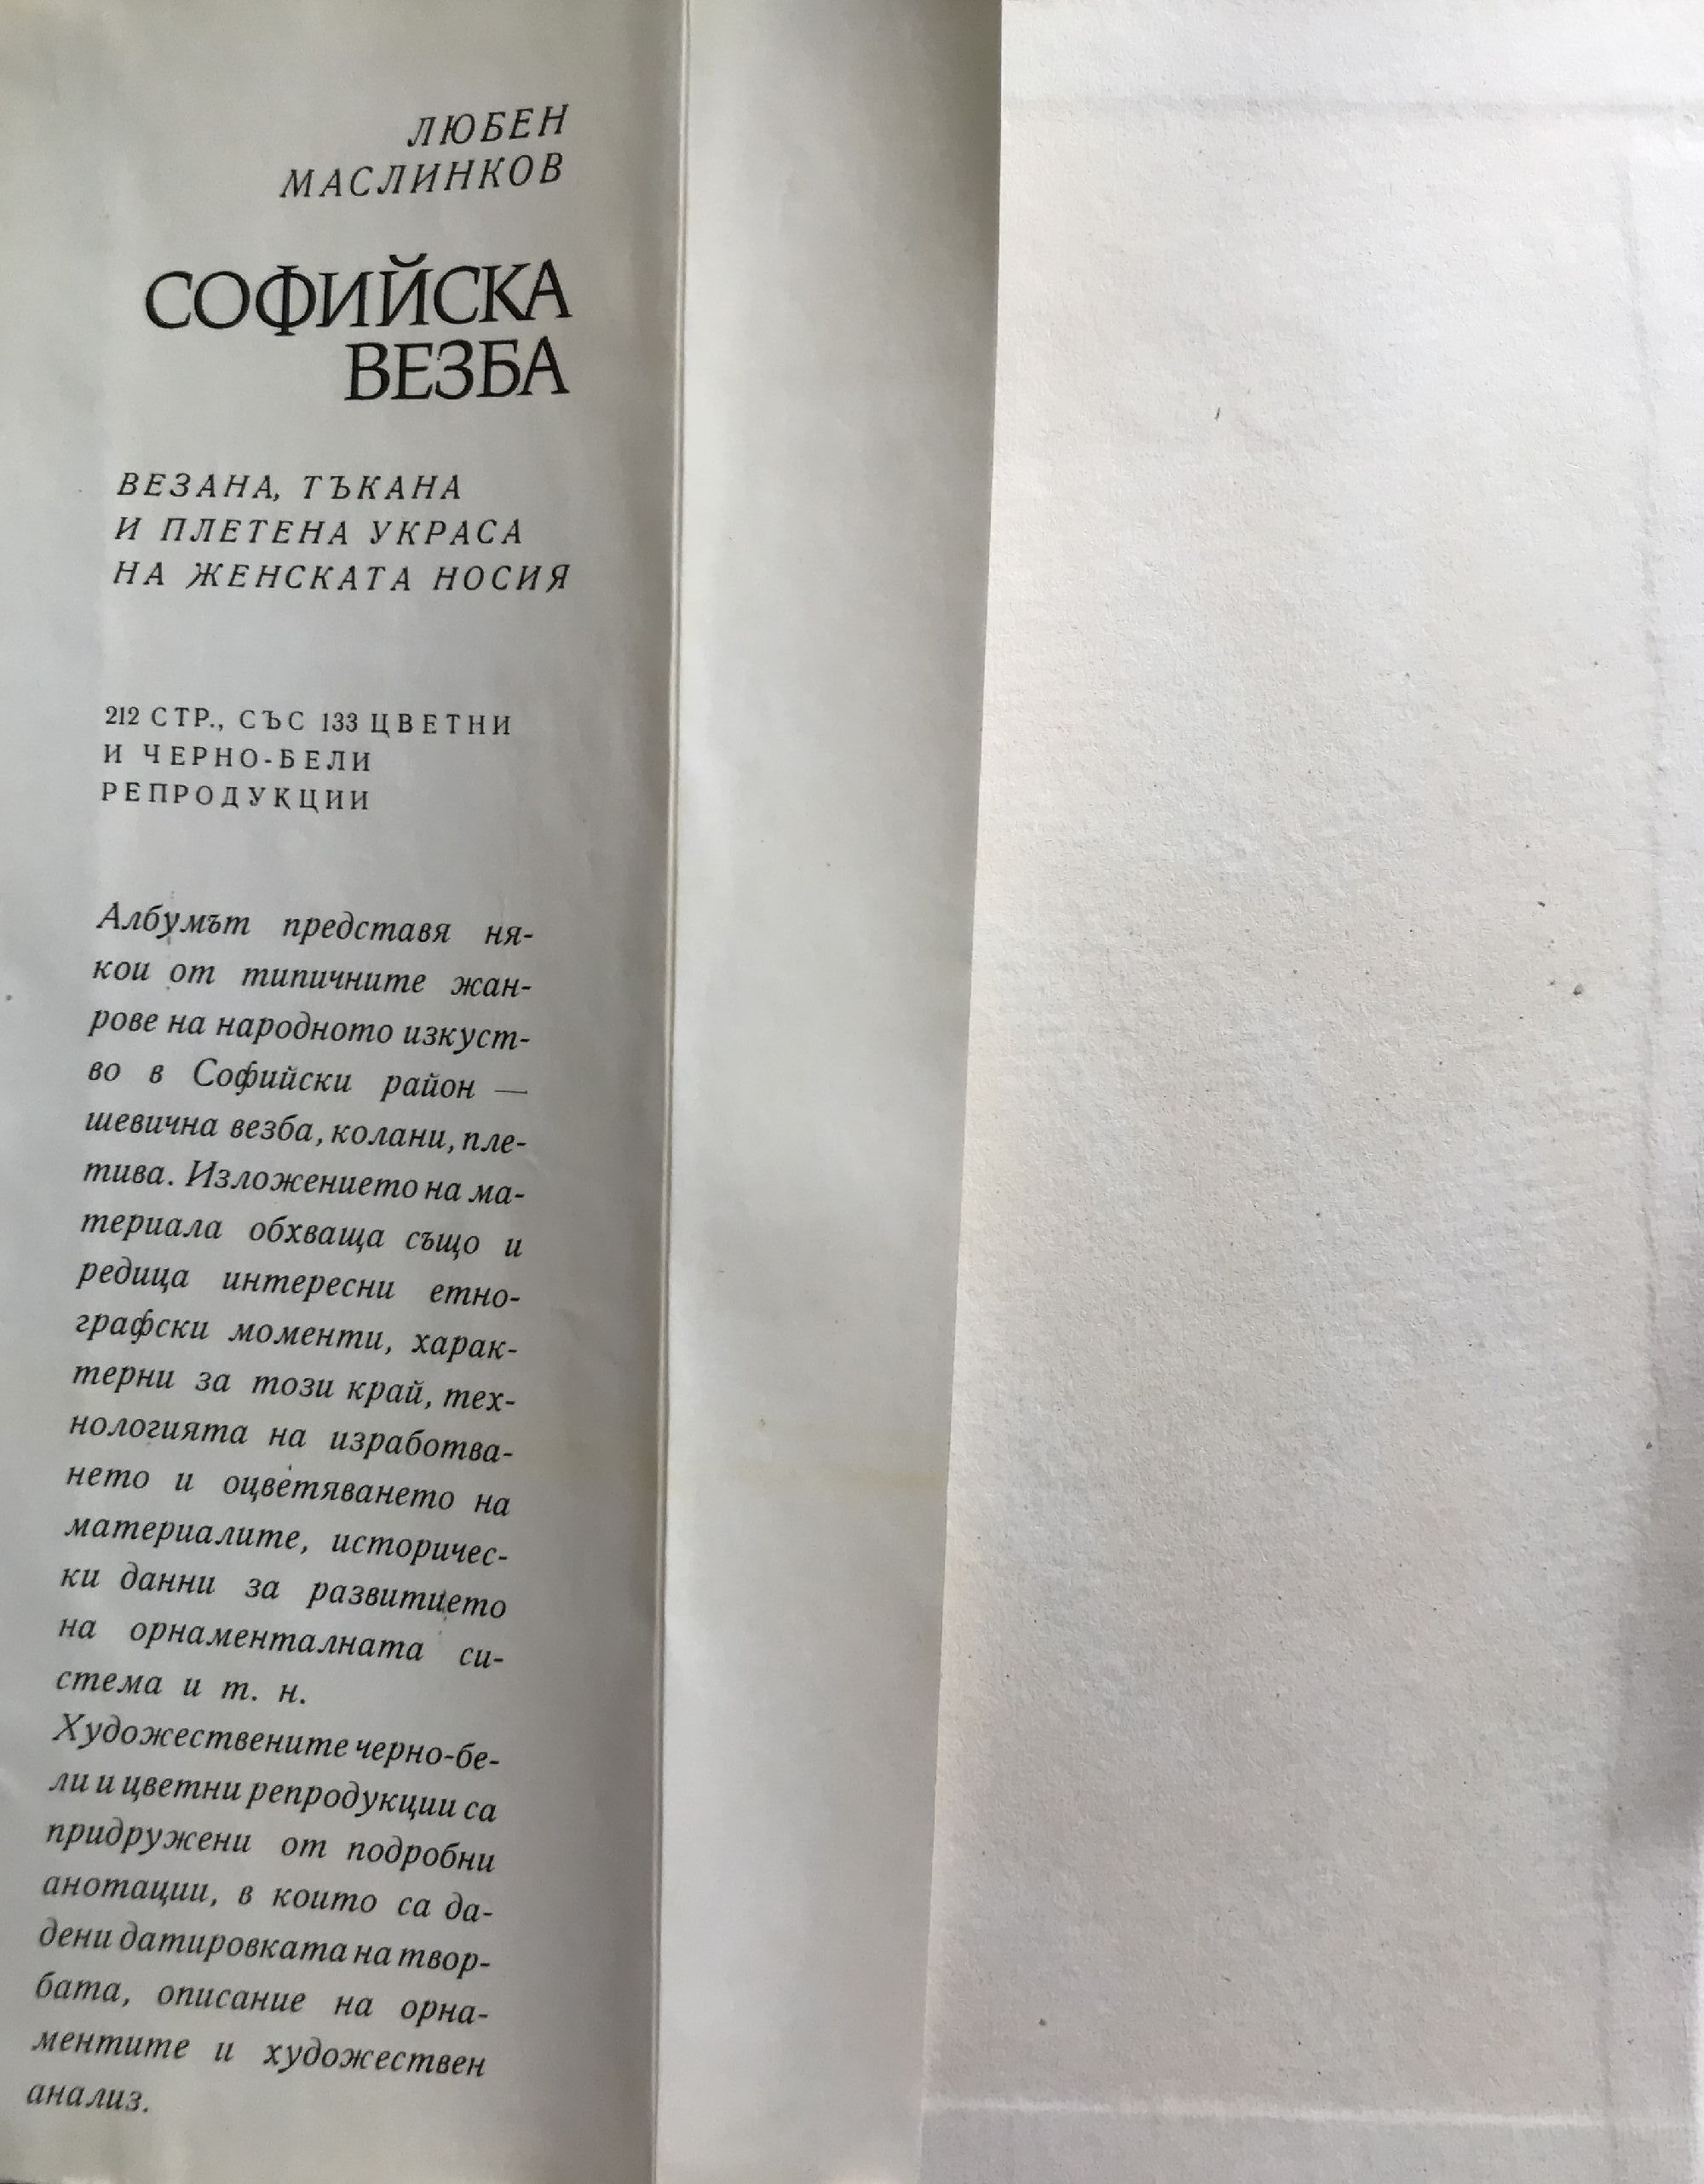 ЛЮБЕН
МАСЛИНКОВ
СОФИЙСКА
ВЕЗБА
ВЕЗАНА, ТЪКАНА
И ПЛЕТЕНА УКРАСА
НА ЖЕНСКАТА НОСИЯ
212 СТР., СЪС 133 ЦВЕТНИ
И ЧЕРНО-БЕЛИ
РЕПРОДУКЦИИ
Албумът представя ня-
кои от типичните жан-
рове на народното изкуст-
во в Софийски район —
шевична везба, колани, пле-
тива. Изложението на ма-
териала обхваща също и
редица интересни етно-
графски моменти, харак-
терни за този край, тех-
нологията на изработва-
нето и оцветяването на
материалите, историчес-
ки данни за развитието
на орнаменталната си-
стема и т. н.
Художествените черно-бе-
ли и цветни репродукции са
придружени от подробни
анотации, в които са да-
дени датировката на твор-
бата, описание на орна-
ментите и художествен
анализ.